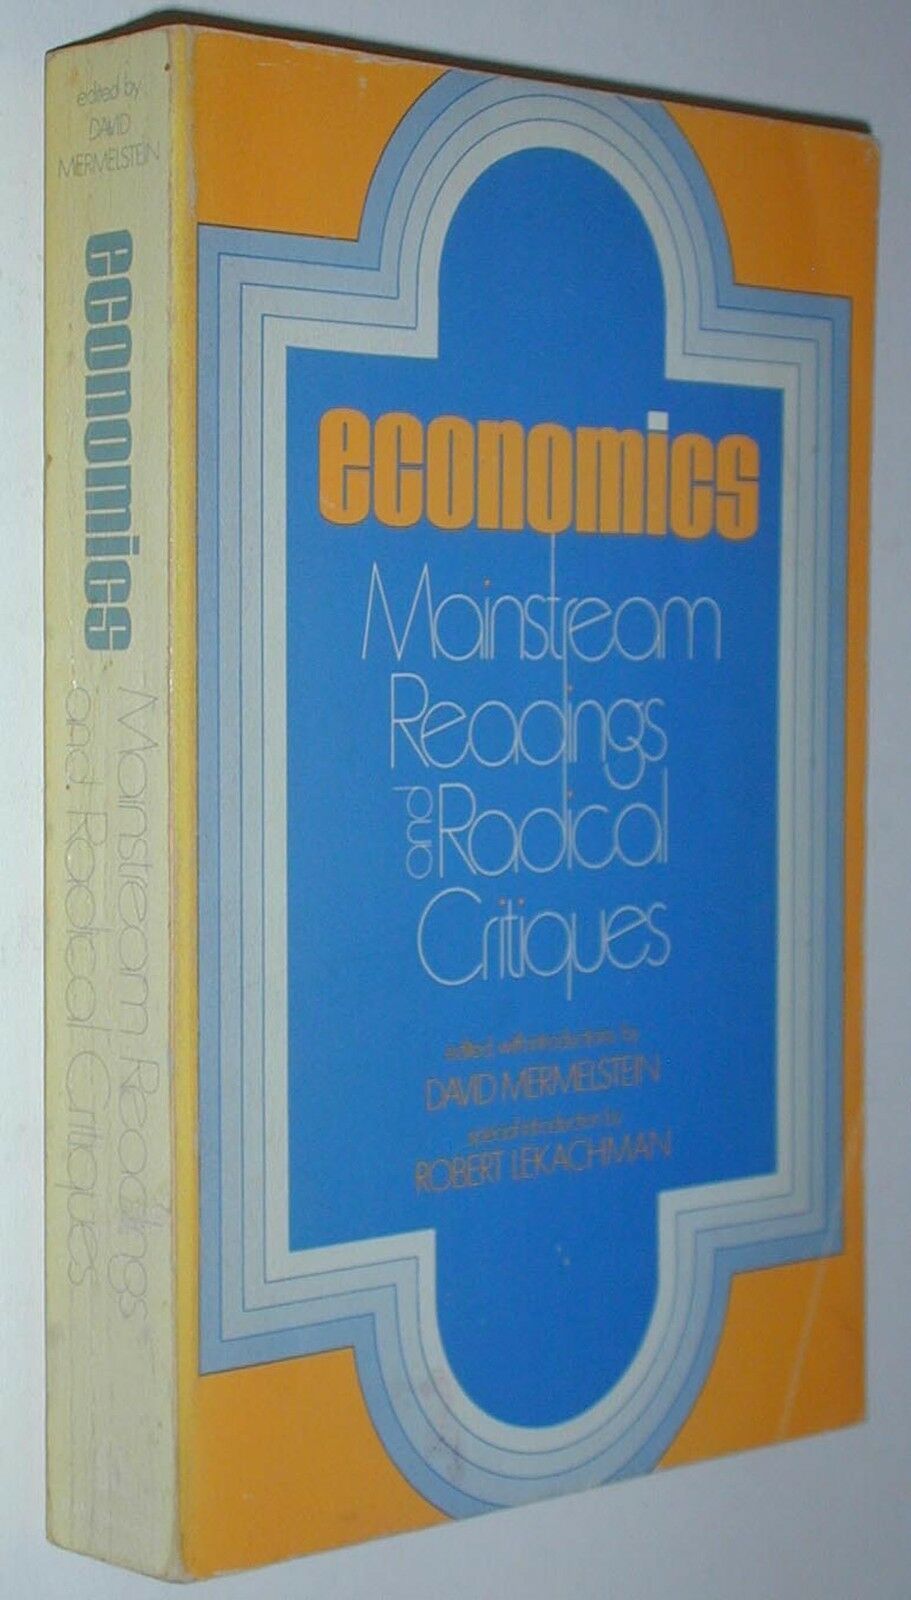 edited by
DAVID
MERMELSTEIN
economics
Mainstream Readings
and Radical Critiques
economics
Mainstream
Readings
and Radical
Critiques
edited, with introductions, by
DAVID MERMELSTEIN
special introduction by
ROBERT LEKACHMAN